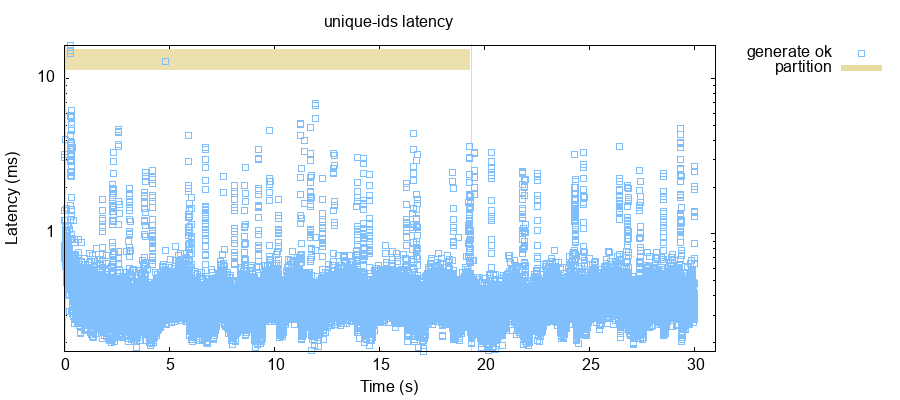 unique-ids latency
generate ok
partition
10
1
Latency (ms)
0 5 10 15 20 25 30
Time (s)